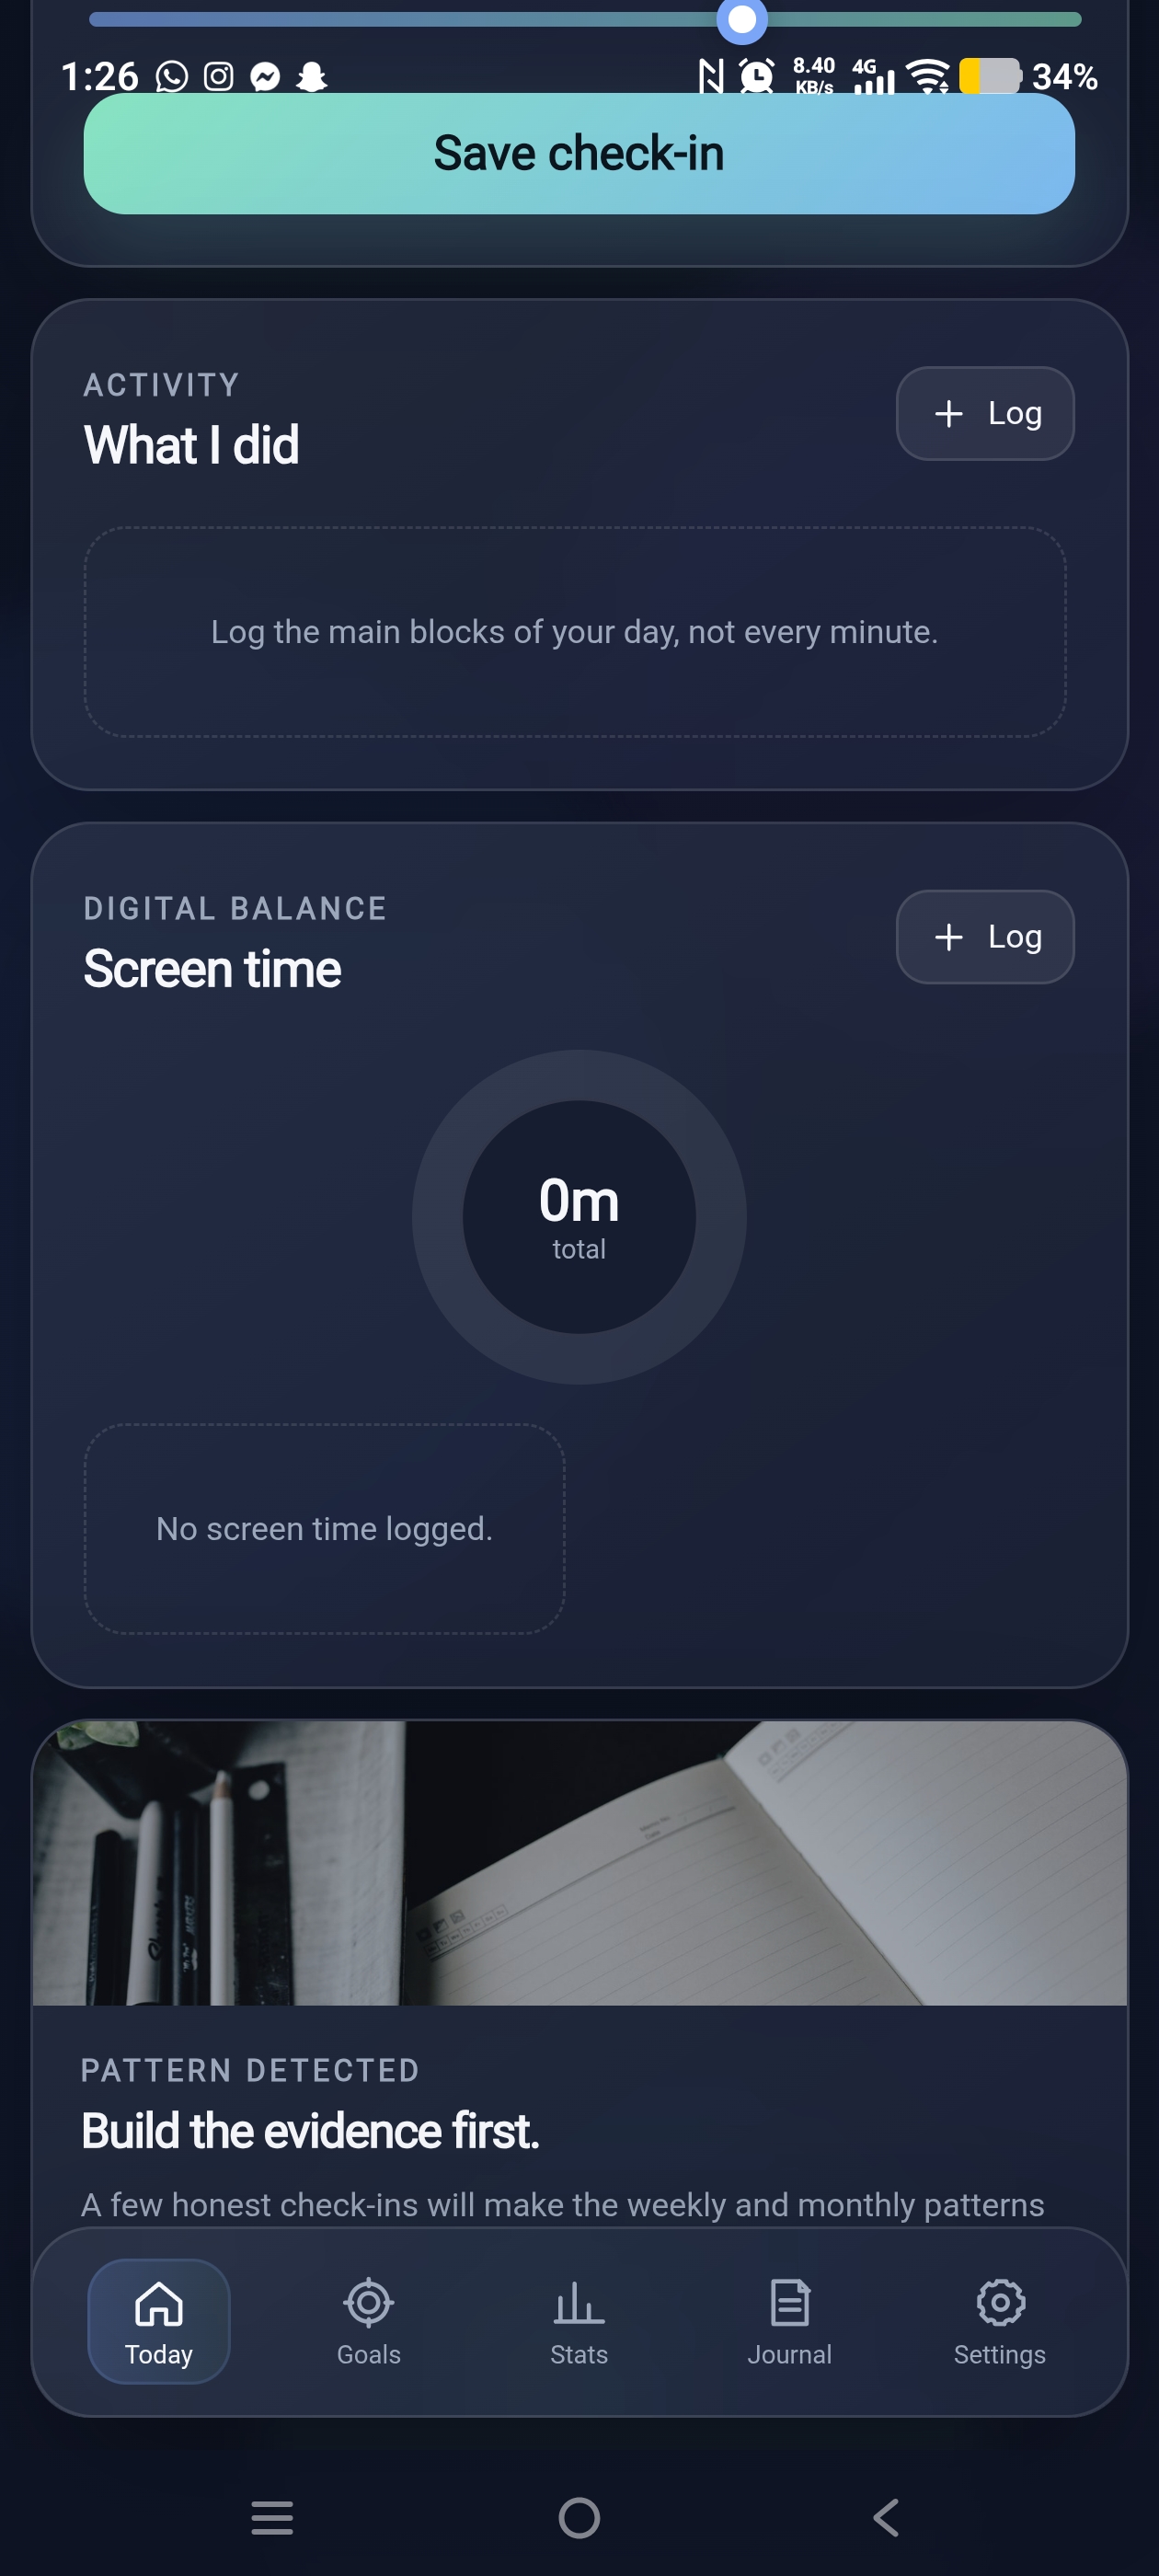 1:26
8.40
KB/s
4G
34%
Save check-in
ACTIVITY
What I did
+ Log
Log the main blocks of your day, not every minute.
DIGITAL BALANCE
Screen time
+ Log
0m
total
No screen time logged.
PATTERN DETECTED
Build the evidence first.
A few honest check-ins will make the weekly and monthly patterns
Today
Goals
Stats
Journal
Settings